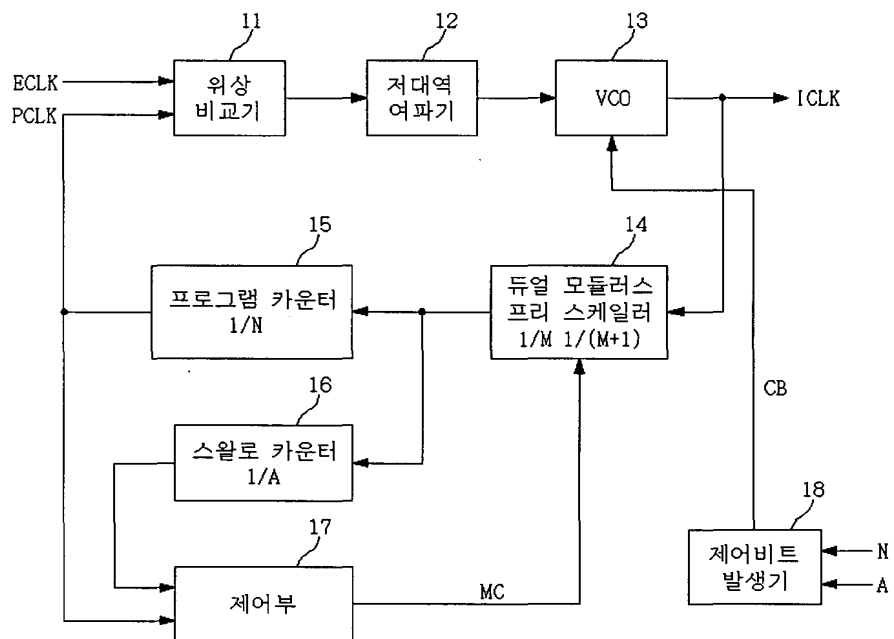 11
12
13
ECLK
PCLK
위상
비교기
저대역
여파기
VCO
ICLK
15
14
프로그램 카운터
1/N
듀얼 모듈러스
프리 스케일러
1/M 1/(M+1)
16
CB
스왈로 카운터
1/A
17
18
제어부
MC
제어비트
발생기
N
A